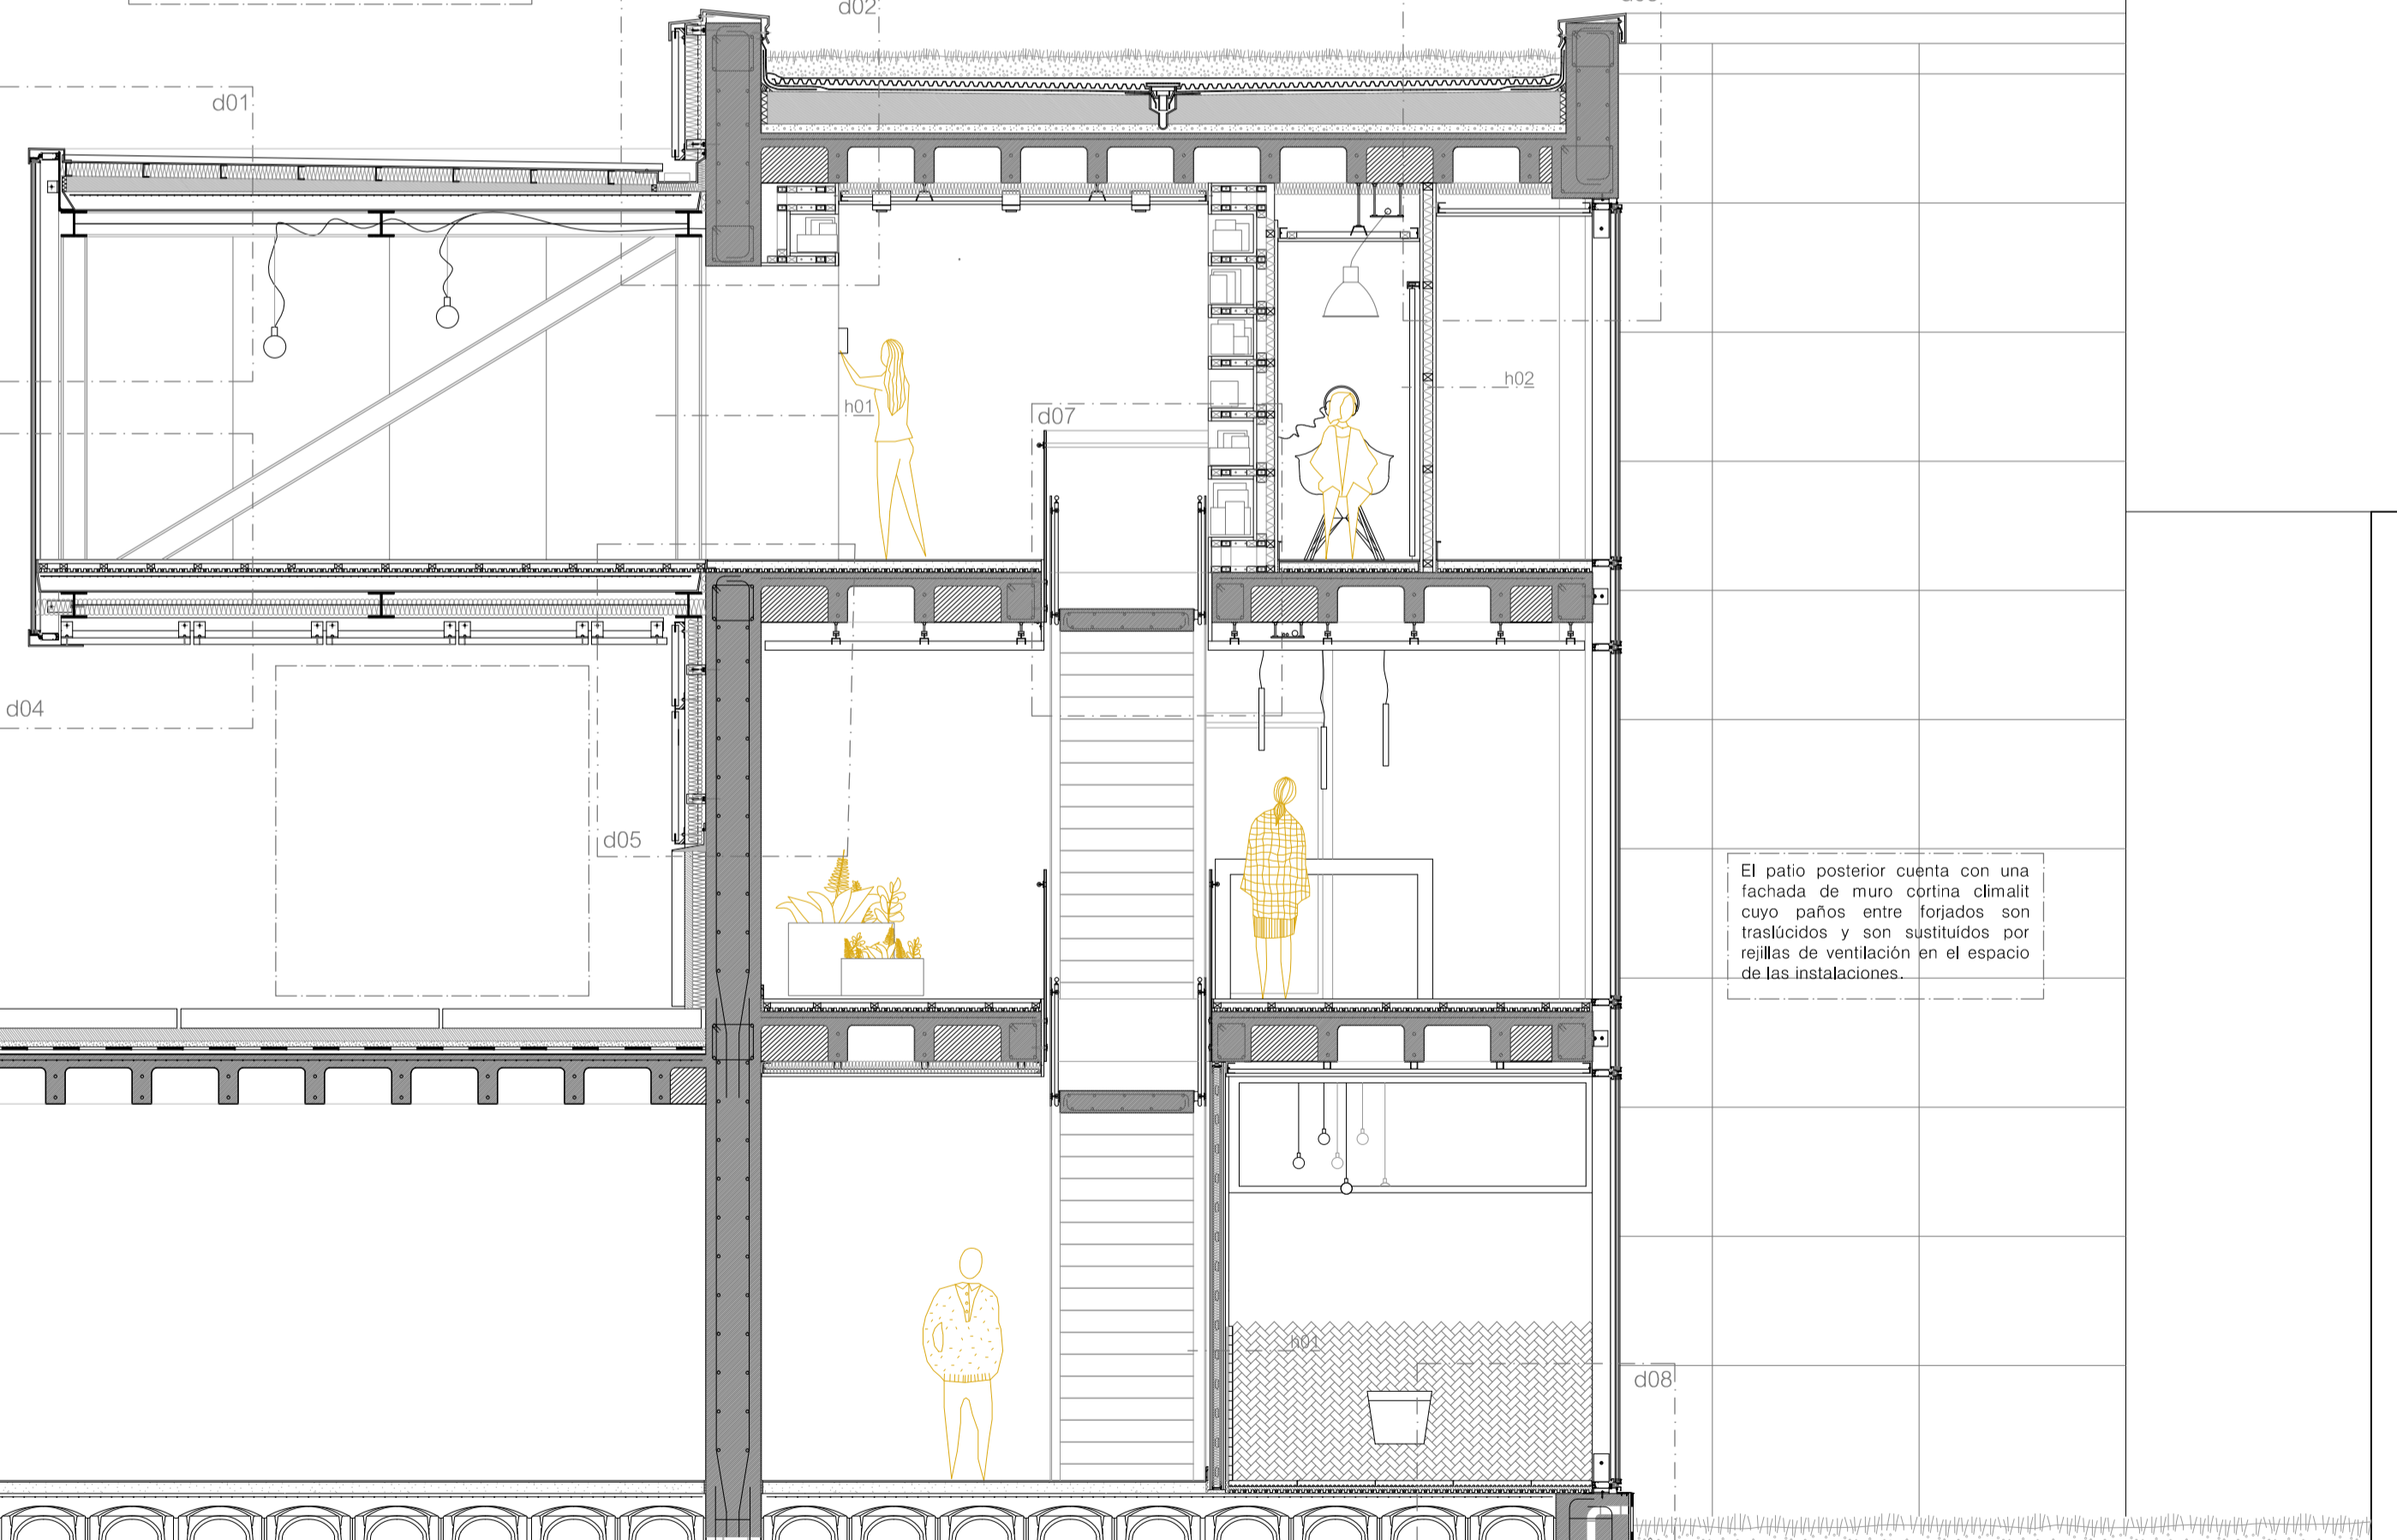 d02
d01
h02
h01
d07
d04
d05
El patio posterior cuenta con una
fachada de muro cortina climalit
cuyo paños entre forjados son
traslúcidos y son sustituídos por
rejillas de ventilación en el espacio
de las instalaciones.
h01
d08